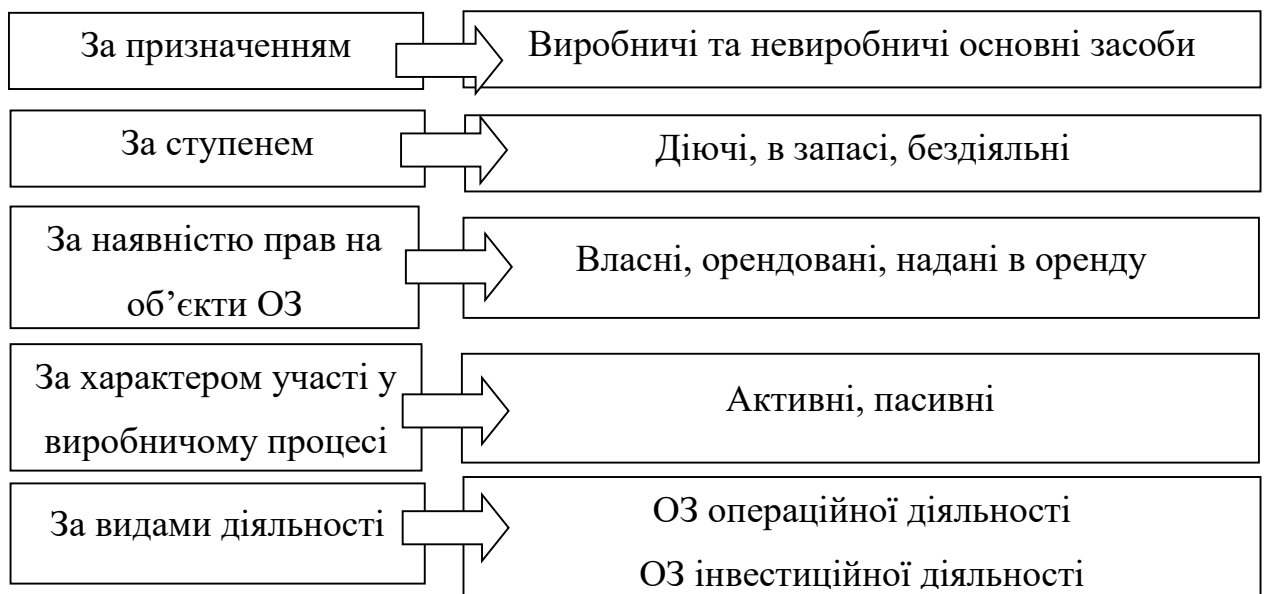 За призначенням
Виробничі та невиробничі основні засоби
За ступенем
Діючі, в запасі, бездіяльні
За наявністю прав на
об’єкти ОЗ
Власні, орендовані, надані в оренду
За характером участі у
виробничому процесі
Активні, пасивні
За видами діяльності
ОЗ операційної діяльності
ОЗ інвестиційної діяльності